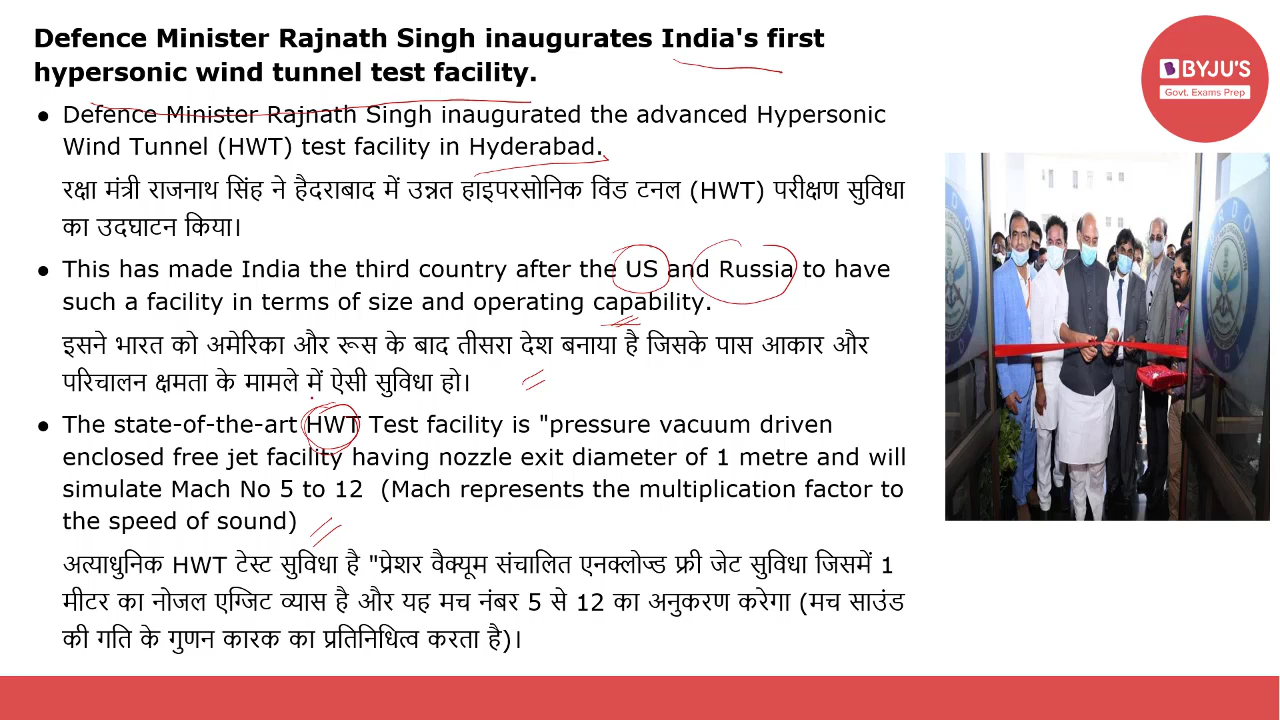 Defence Minister Rajnath Singh inaugurates India's first
hypersonic wind tunnel test facility.
BYJU'S
Govt. Exams Prep
● Defence Minister Rajnath Singh inaugurated the advanced Hypersonic
Wind Tunnel (HWT) test facility in Hyderabad.
रक्षा मंत्री राजनाथ सिंह ने हैदराबाद में उन्नत हाइपरसोनिक विंड टनल (HWT) परीक्षण सुविधा
का उदघाटन किया।
● This has made India the third country after the US and Russia to have
such a facility in terms of size and operating capability.
इसने भारत को अमेरिका और रूस के बाद तीसरा देश बनाया है जिसके पास आकार और
परिचालन क्षमता के मामले में ऐसी सुविधा हो।
● The state-of-the-art HWT Test facility is "pressure vacuum driven
enclosed free jet facility having nozzle exit diameter of 1 metre and will
simulate Mach No 5 to 12 (Mach represents the multiplication factor to
the speed of sound)
अत्याधुनिक HWT टेस्ट सुविधा है "प्रेशर वैक्यूम संचालित एनक्लोज्ड फ्री जेट सुविधा जिसमें 1
मीटर का नोजल एग्जिट व्यास है और यह मच नंबर 5 से 12 का अनुकरण करेगा (मच साउंड
की गति के गुणन कारक का प्रतिनिधित्व करता है)।